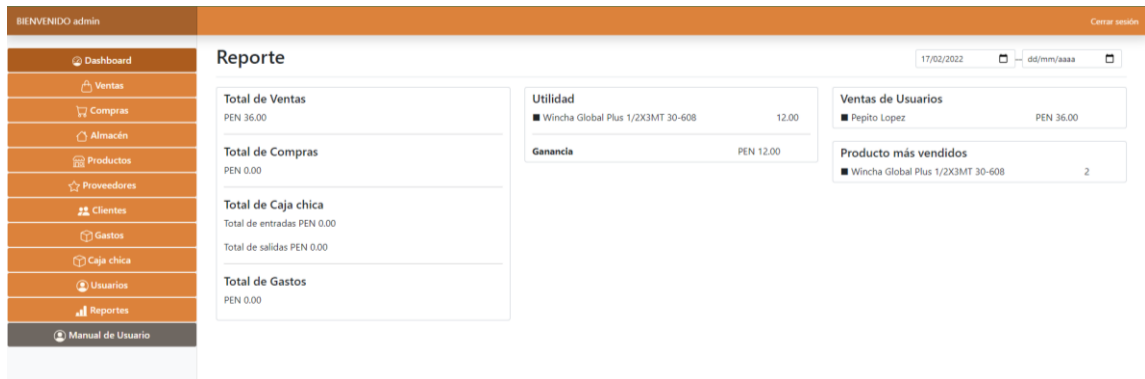 BIENVENIDO admin
Cerrar sesión
Dashboard
Ventas
Compras
Almacén
Productos
Proveedores
Clientes
Gastos
Caja chica
Usuarios
Reportes
Manual de Usuario
Reporte
17/02/2022 — dd/mm/aaaa
Total de Ventas
PEN 36.00
Total de Compras
PEN 0.00
Total de Caja chica
Total de entradas PEN 0.00
Total de salidas PEN 0.00
Total de Gastos
PEN 0.00
Utilidad
Wincha Global Plus 1/2X3MT 30-608 12.00
Ganancia PEN 12.00
Ventas de Usuarios
Pepito Lopez PEN 36.00
Producto más vendidos
Wincha Global Plus 1/2X3MT 30-608 2